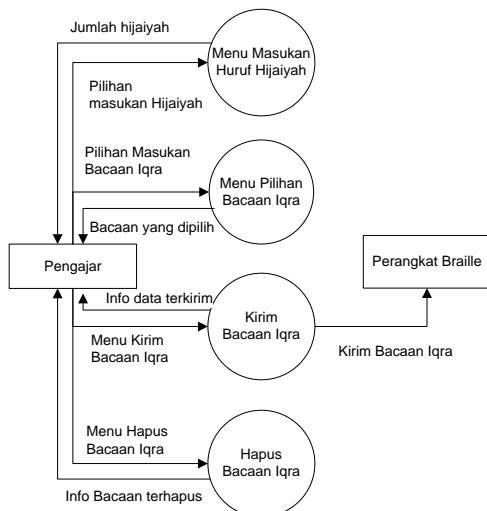 Jumlah hijaiyah
Menu Masukan
Huruf Hijaiyah
Pilihan
masukan Hijaiyah
Pilihan Masukan
Bacaan Iqra
Menu Pilihan
Bacaan Iqra
Bacaan yang dipilih
Pengajar
Perangkat Braille
Info data terkirim
Kirim
Bacaan Iqra
Menu Kirim
Bacaan Iqra
Kirim Bacaan Iqra
Menu Hapus
Bacaan Iqra
Hapus
Bacaan Iqra
Info Bacaan terhapus